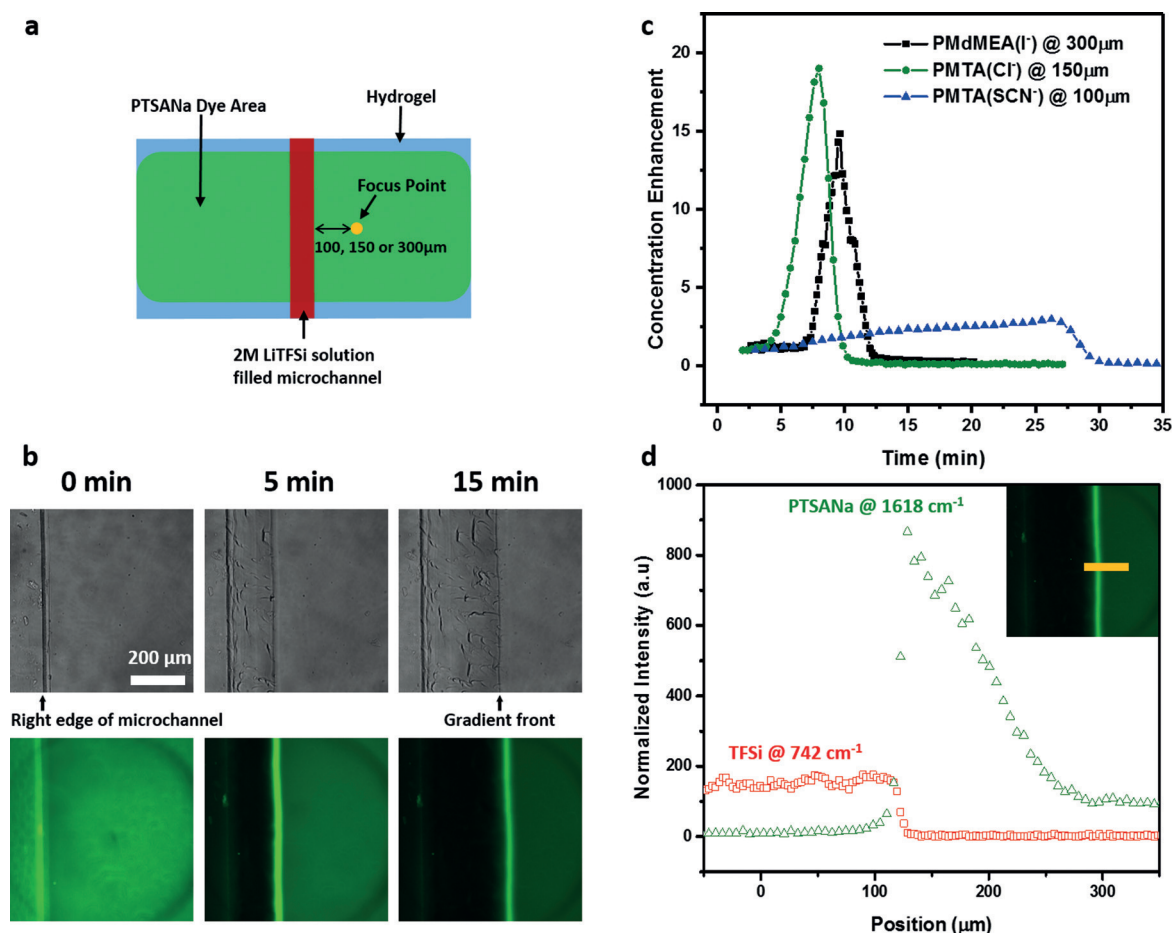 a
PTSANa Dye Area
Hydrogel
Focus Point
100, 150 or 300µm
2M LiTFSi solution
filled microchannel
b
0 min
5 min
15 min
200 µm
Right edge of microchannel
Gradient front
c
20
15
10
5
0
Concentration Enhancement
PMdMEA(I-) @ 300µm
PMTA(Cl-) @ 150µm
PMTA(SCN-) @ 100µm
0 5 10 15 20 25 30 35
Time (min)
d
1000
800
600
400
200
0
Normalized Intensity (a.u)
PTSANa @ 1618 cm-1
TFSi @ 742 cm-1
0 100 200 300
Position (µm)